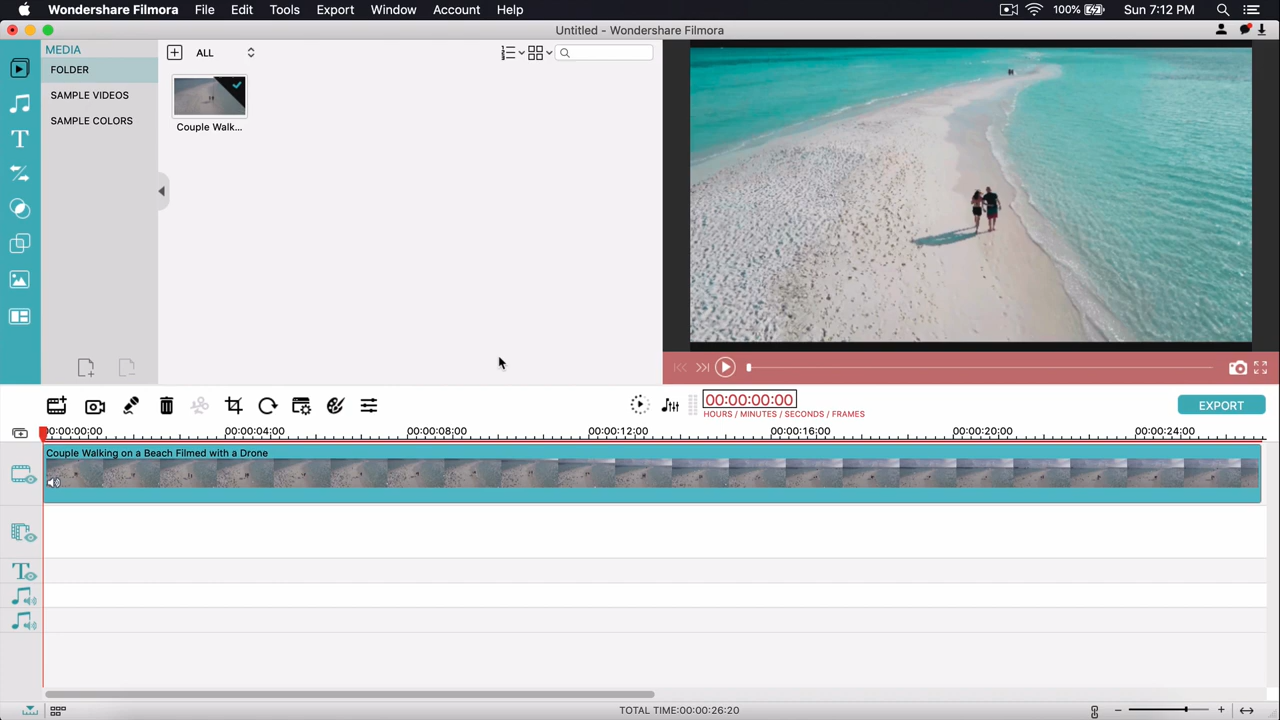 Wondershare Filmora File Edit Tools Export Window Account Help 100% Sun 7:12 PM
Untitled - Wondershare Filmora
MEDIA
FOLDER
SAMPLE VIDEOS
SAMPLE COLORS
ALL
Couple Walk...
00:00:00:00
HOURS / MINUTES / SECONDS / FRAMES
EXPORT
00:00:00:00 00:00:04:00 00:00:08:00 00:00:12:00 00:00:16:00 00:00:20:00 00:00:24:00
Couple Walking on a Beach Filmed with a Drone
TOTAL TIME:00:00:26:20